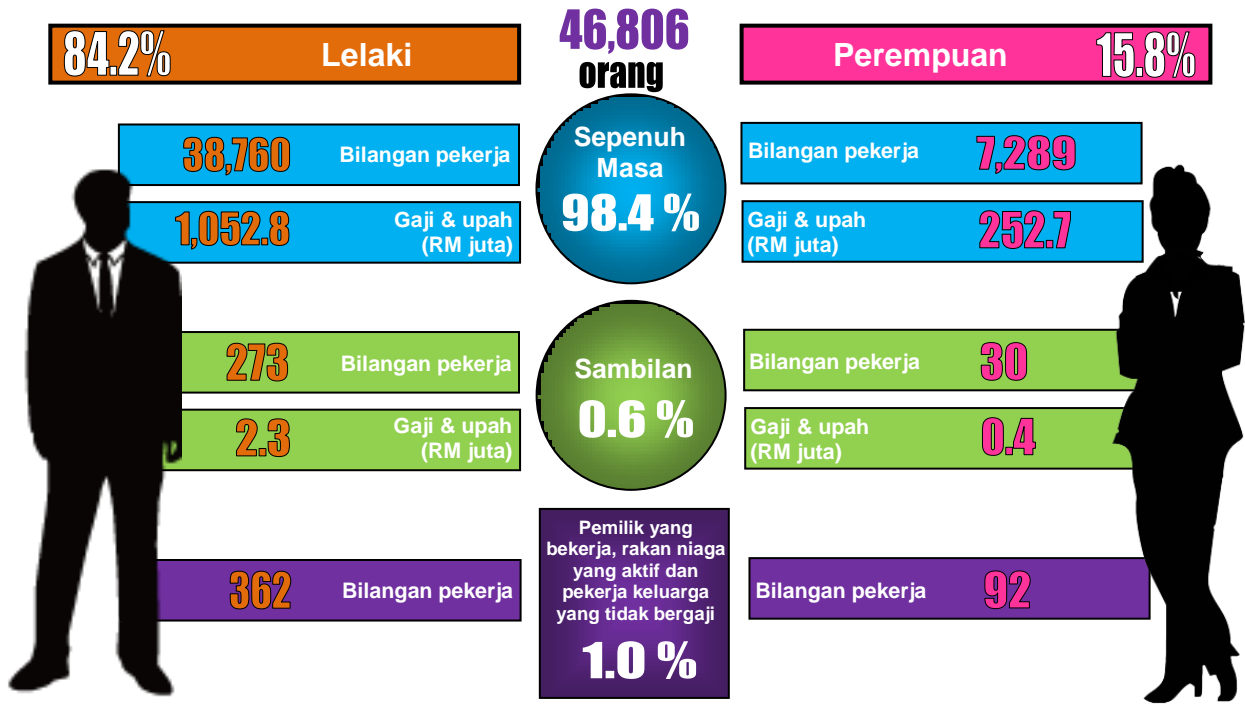 46,806
orang
84.2%
Lelaki
Perempuan
15.8%
38,760
Bilangan pekerja
Sepenuh
Masa
98.4 %
Bilangan pekerja
7,289
1,052.8
Gaji & upah
(RM juta)
Gaji & upah
(RM juta)
252.7
273
Bilangan pekerja
Sambilan
0.6 %
Bilangan pekerja
30
2.3
Gaji & upah
(RM juta)
Gaji & upah
(RM juta)
0.4
362
Bilangan pekerja
Pemilik yang
bekerja, rakan niaga
yang aktif dan
pekerja keluarga
yang tidak bergaji
1.0 %
Bilangan pekerja
92